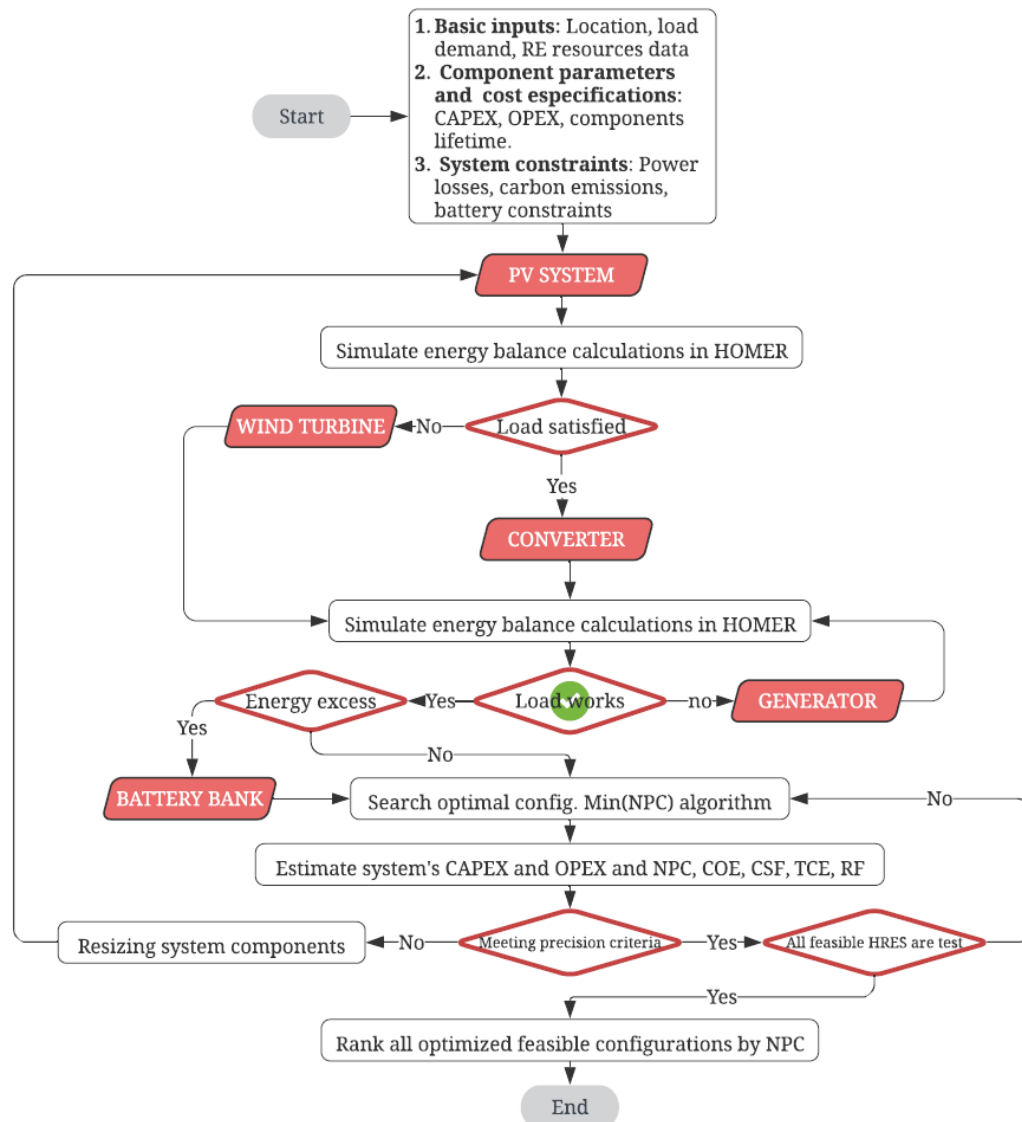 Start
1. Basic inputs: Location, load
demand, RE resources data
2. Component parameters
and cost especifications:
CAPEX, OPEX, components
lifetime.
3. System constraints: Power
losses, carbon emissions,
battery constraints
PV SYSTEM
Simulate energy balance calculations in HOMER
WIND TURBINE
No
Load satisfied
Yes
CONVERTER
Simulate energy balance calculations in HOMER
Energy excess
Yes
Load works
no
GENERATOR
Yes
No
BATTERY BANK
Search optimal config. Min(NPC) algorithm
No
Estimate system's CAPEX and OPEX and NPC, COE, CSF, TCE, RF
Resizing system components
No
Meeting precision criteria
Yes
All feasible HRES are test
Yes
Rank all optimized feasible configurations by NPC
End